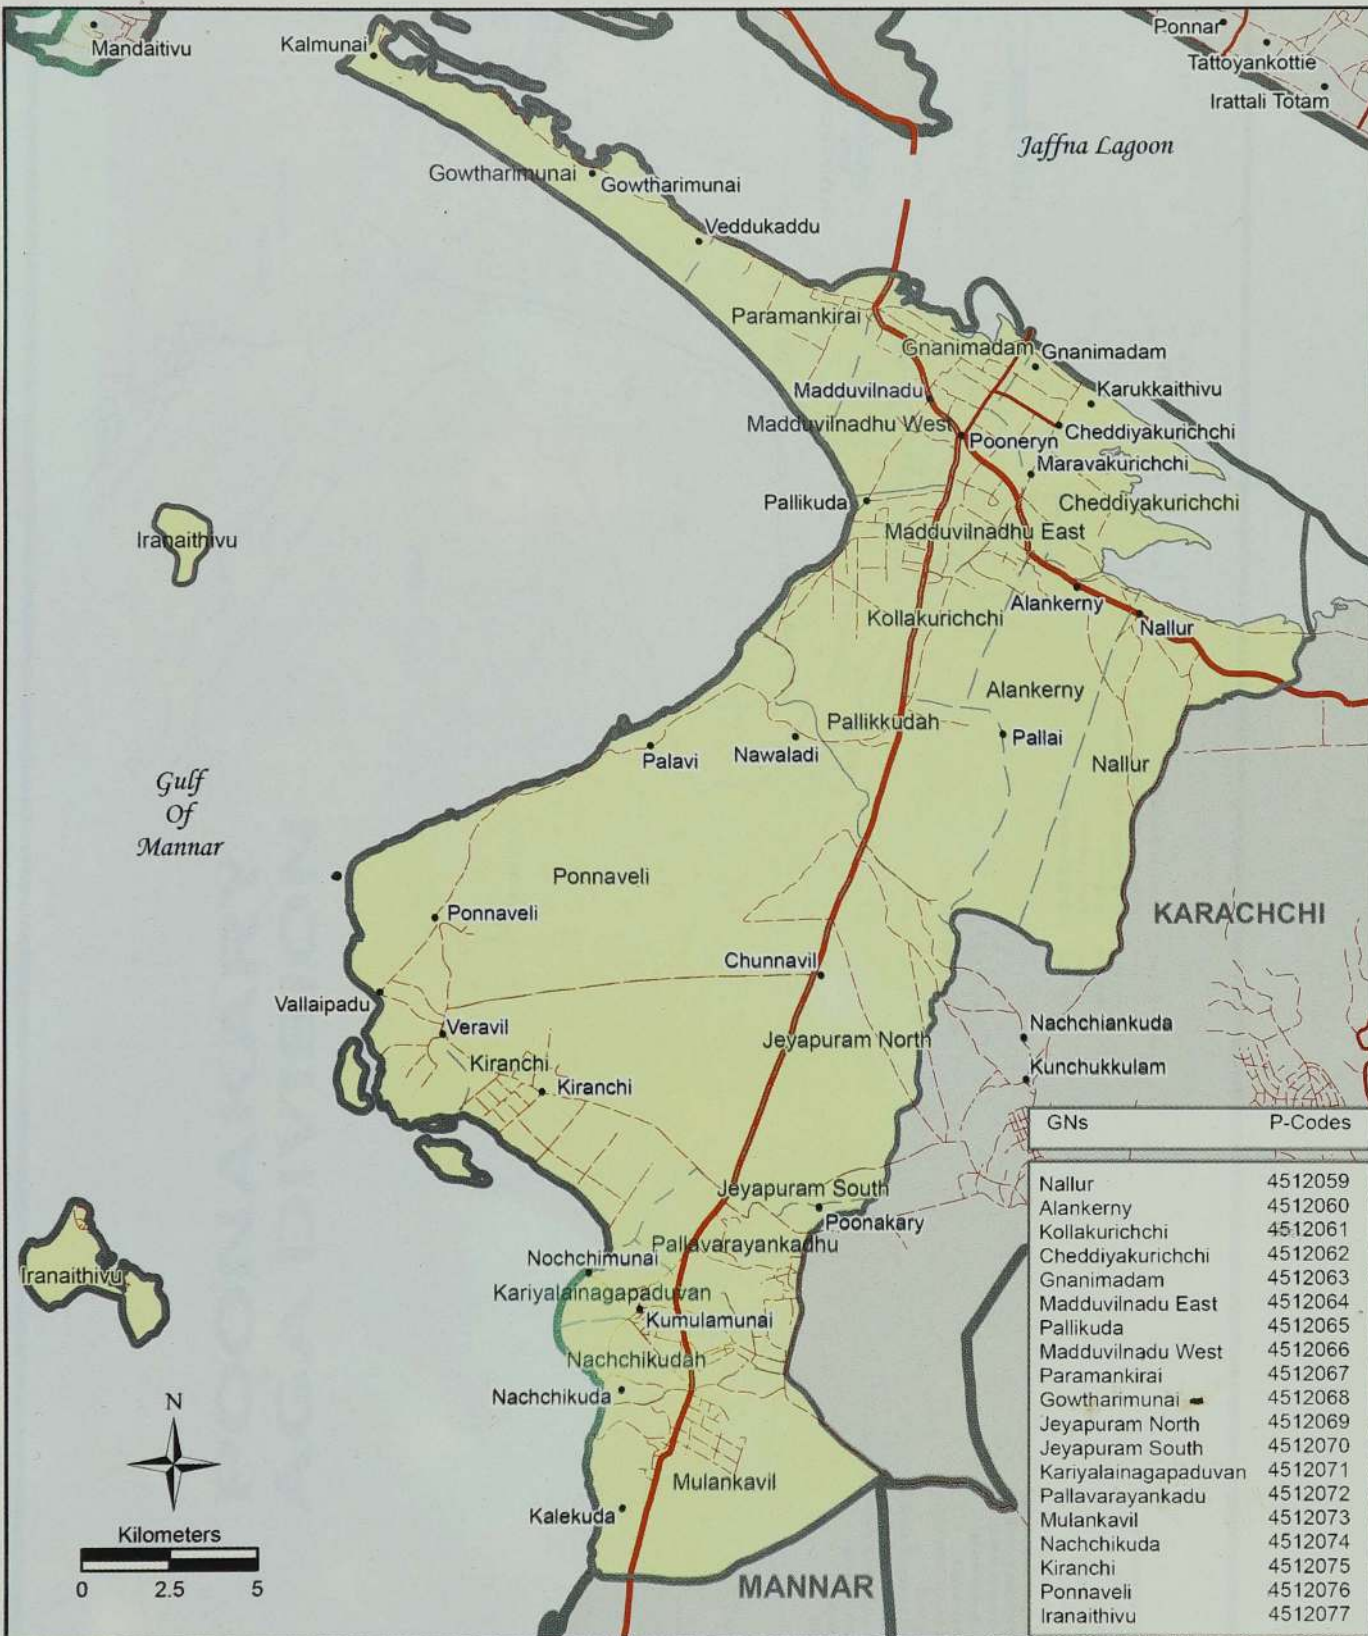 Mandaitivu
Kalmunai
Ponnar
Tattoyankottie
Irattali Totam
Jaffna Lagoon
Gowtharimunai
Gowtharimunai
Veddukaddu
Paramankirai
Gnanimadam
Gnanimadam
Madduvilnadu
Karukkaithivu
Madduvilnadhu West
Pooneryn
Cheddiyakurichchi
Maravakurichchi
Pallikuda
Cheddiyakurichchi
Iranaithivu
Madduvilnadhu East
Alankerny
Kollakurichchi
Nallur
Alankerny
Pallikkudah
Pallai
Palavi
Nawaladi
Nallur
Gulf
Of
Mannar
Ponnaveli
Ponnaveli
KARACHCHI
Chunnavil
Vallaipadu
Veravil
Nachchiankuda
Jeyapuram North
Kiranchi
Kunchukkulam
Kiranchi
Jeyapuram South
Poonakary
Pallavarayankadhu
Nochchimunai
Iranaithivu
Kariyalainagapaduvan
Kumulamunai
Nachchikudah
Nachchikuda
Mulankavil
Kalekuda
MANNAR
N
Kilometers
0 2.5 5
GNs P-Codes
Nallur 4512059
Alankerny 4512060
Kollakurichchi 4512061
Cheddiyakurichchi 4512062
Gnanimadam 4512063
Madduvilnadu East 4512064
Pallikuda 4512065
Madduvilnadu West 4512066
Paramankirai 4512067
Gowtharimunai 4512068
Jeyapuram North 4512069
Jeyapuram South 4512070
Kariyalainagapaduvan 4512071
Pallavarayankadu 4512072
Mulankavil 4512073
Nachchikuda 4512074
Kiranchi 4512075
Ponnaveli 4512076
Iranaithivu 4512077